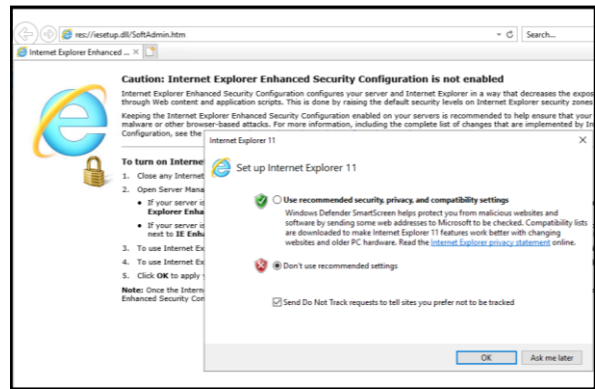 res://iesetup.dll/SoftAdmin.htm
Search...
Internet Explorer Enhanced ...
Caution: Internet Explorer Enhanced Security Configuration is not enabled
Internet Explorer Enhanced Security Configuration configures your server and Internet Explorer in a way that decreases the expos
through Web content and application scripts. This is done by raising the default security levels on Internet Explorer security zones
Keeping the Internet Explorer Enhanced Security Configuration enabled on your servers is recommended to help ensure that your
malware or other browser-based attacks. For more information, including the complete list of changes that are implemented by In
Configuration, see the
To turn on Interne
1. Close any Internet
2. Open Server Mana
• If your server is
Explorer Enha
• If your server is
next to IE Enha
3. To use Internet Ex
4. To use Internet Ex
5. Click OK to apply
Note: Once the Intern
Enhanced Security Con
Internet Explorer 11
Set up Internet Explorer 11
Use recommended security, privacy, and compatibility settings
Windows Defender SmartScreen helps protect you from malicious websites and
software by sending some web addresses to Microsoft to be checked. Compatibility lists
are downloaded to make Internet Explorer 11 features work better with changing
websites and older PC hardware. Read the Internet Explorer privacy statement online.
Don't use recommended settings
Send Do Not Track requests to tell sites you prefer not to be tracked
OK
Ask me later